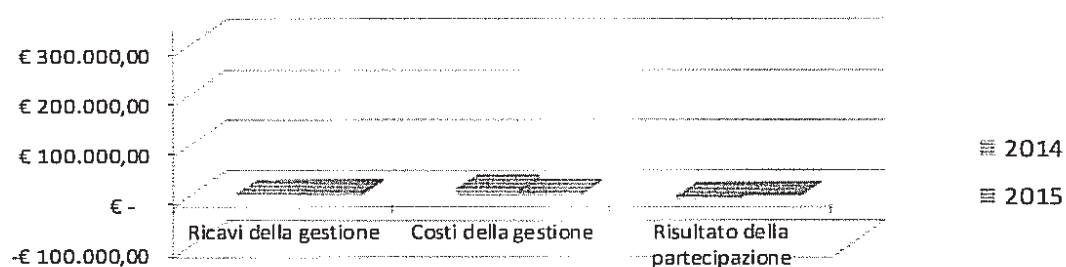 € 300.000,00
€ 200.000,00
€ 100.000,00
€ -
-€ 100.000,00
Ricavi della gestione
Costi della gestione
Risultato della
partecipazione
2014
2015